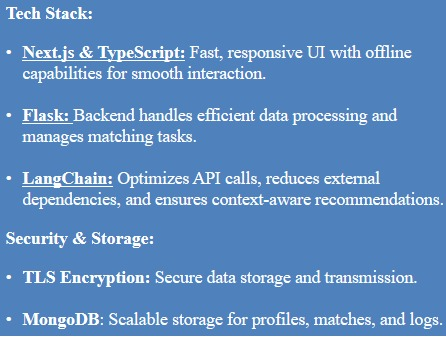 Tech Stack:
• Next.js & TypeScript: Fast, responsive UI with offline
capabilities for smooth interaction.
• Flask: Backend handles efficient data processing and
manages matching tasks.
• LangChain: Optimizes API calls, reduces external
dependencies, and ensures context-aware recommendations.
Security & Storage:
• TLS Encryption: Secure data storage and transmission.
• MongoDB: Scalable storage for profiles, matches, and logs.